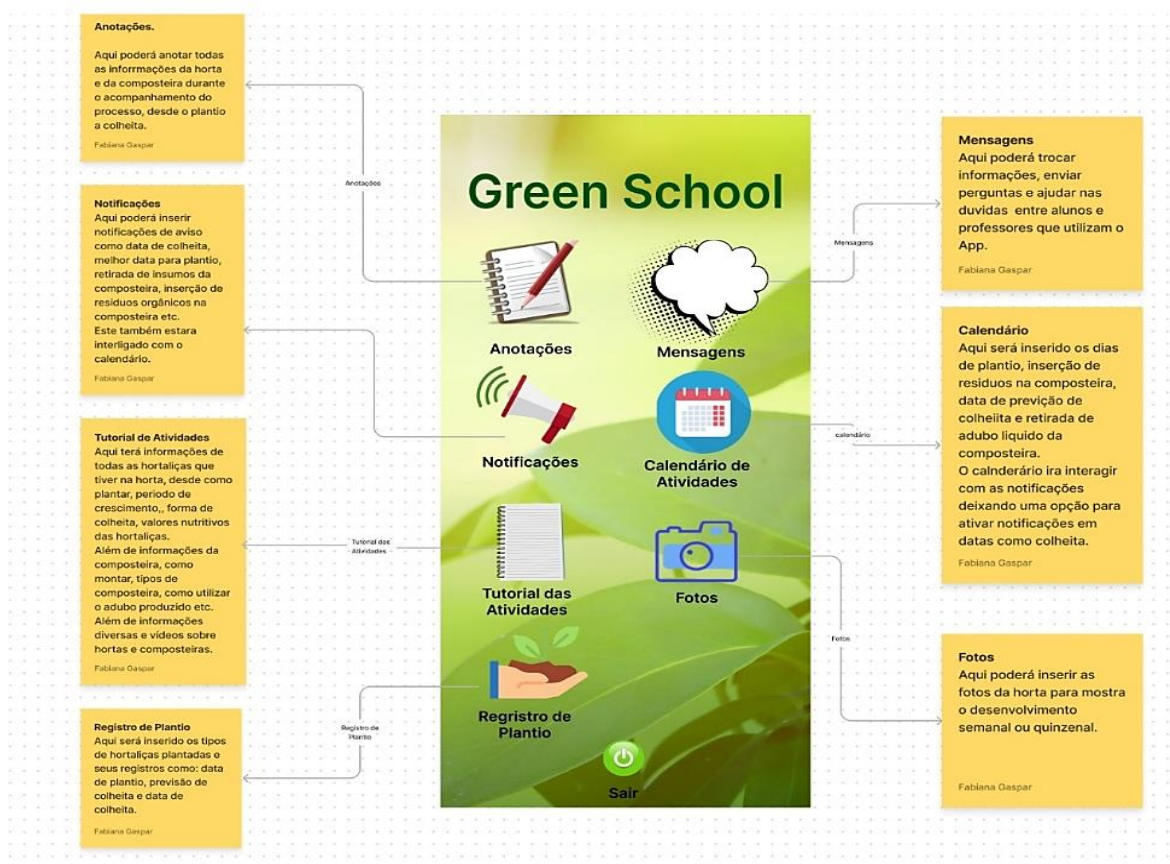 Anotações.
Aqui poderá anotar todas
as inforrmações da horta
e da composteira durante
o acompanhamento do
processo, desde o plantio
a colheita.
Fabiana Gaspar
Notificações
Aqui poderá inserir
notificações de aviso
como data de colheita,
melhor data para plantio,
retirada de insumos da
composteira, inserção de
residuos orgânicos na
composteira etc.
Este também estara
interligado com o
calendário.
Fabiana Gaspar
Tutorial de Atividades
Aqui terá informações de
todas as hortaliças que
tiver na horta, desde como
plantar, periodo de
crescimento,, forma de
colheita, valores nutritivos
das hortaliças.
Além de informações da
composteira, como
montar, tipos de
composteira, como utilizar
o adubo produzido etc.
Além de informações
diversas e vídeos sobre
hortas e composteiras.
Fabiana Gaspar
Registro de Plantio
Aqui será inserido os tipos
de hortaliças plantadas e
seus registros como: data
de plantio, previsão de
colheita e data de
colheita.
Fabiana Gaspar
Anotações
Tutorial das
Atividades
Registro de
Plantio
Green School
Anotações
Mensagens
Notificações
Calendário de
Atividades
Tutorial das
Atividades
Fotos
Regristro de
Plantio
Sair
Mensagens
calendário
Fotos
Mensagens
Aqui poderá trocar
informações, enviar
perguntas e ajudar nas
duvidas entre alunos e
professores que utilizam o
App.
Fabiana Gaspar
Calendário
Aqui será inserido os dias
de plantio, inserção de
residuos na composteira,
data de previção de
colheiita e retirada de
adubo liquido da
composteira.
O calnderário ira interagir
com as notificações
deixando uma opção para
ativar notificações em
datas como colheita.
Fabiana Gaspar
Fotos
Aqui poderá inserir as
fotos da horta para mostra
o desenvolvimento
semanal ou quinzenal.
Fabiana Gaspar